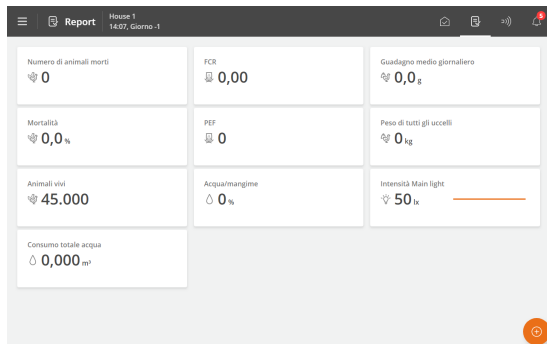 Report
House 1
14:07, Giorno -1
5
Numero di animali morti
0
FCR
0,00
Guadagno medio giornaliero
0,0 g
Mortalità
0,0 %
PEF
0
Peso di tutti gli uccelli
0 kg
Animali vivi
45.000
Acqua/mangime
0 %
Intensità Main light
50 lx
Consumo totale acqua
0,000 m³